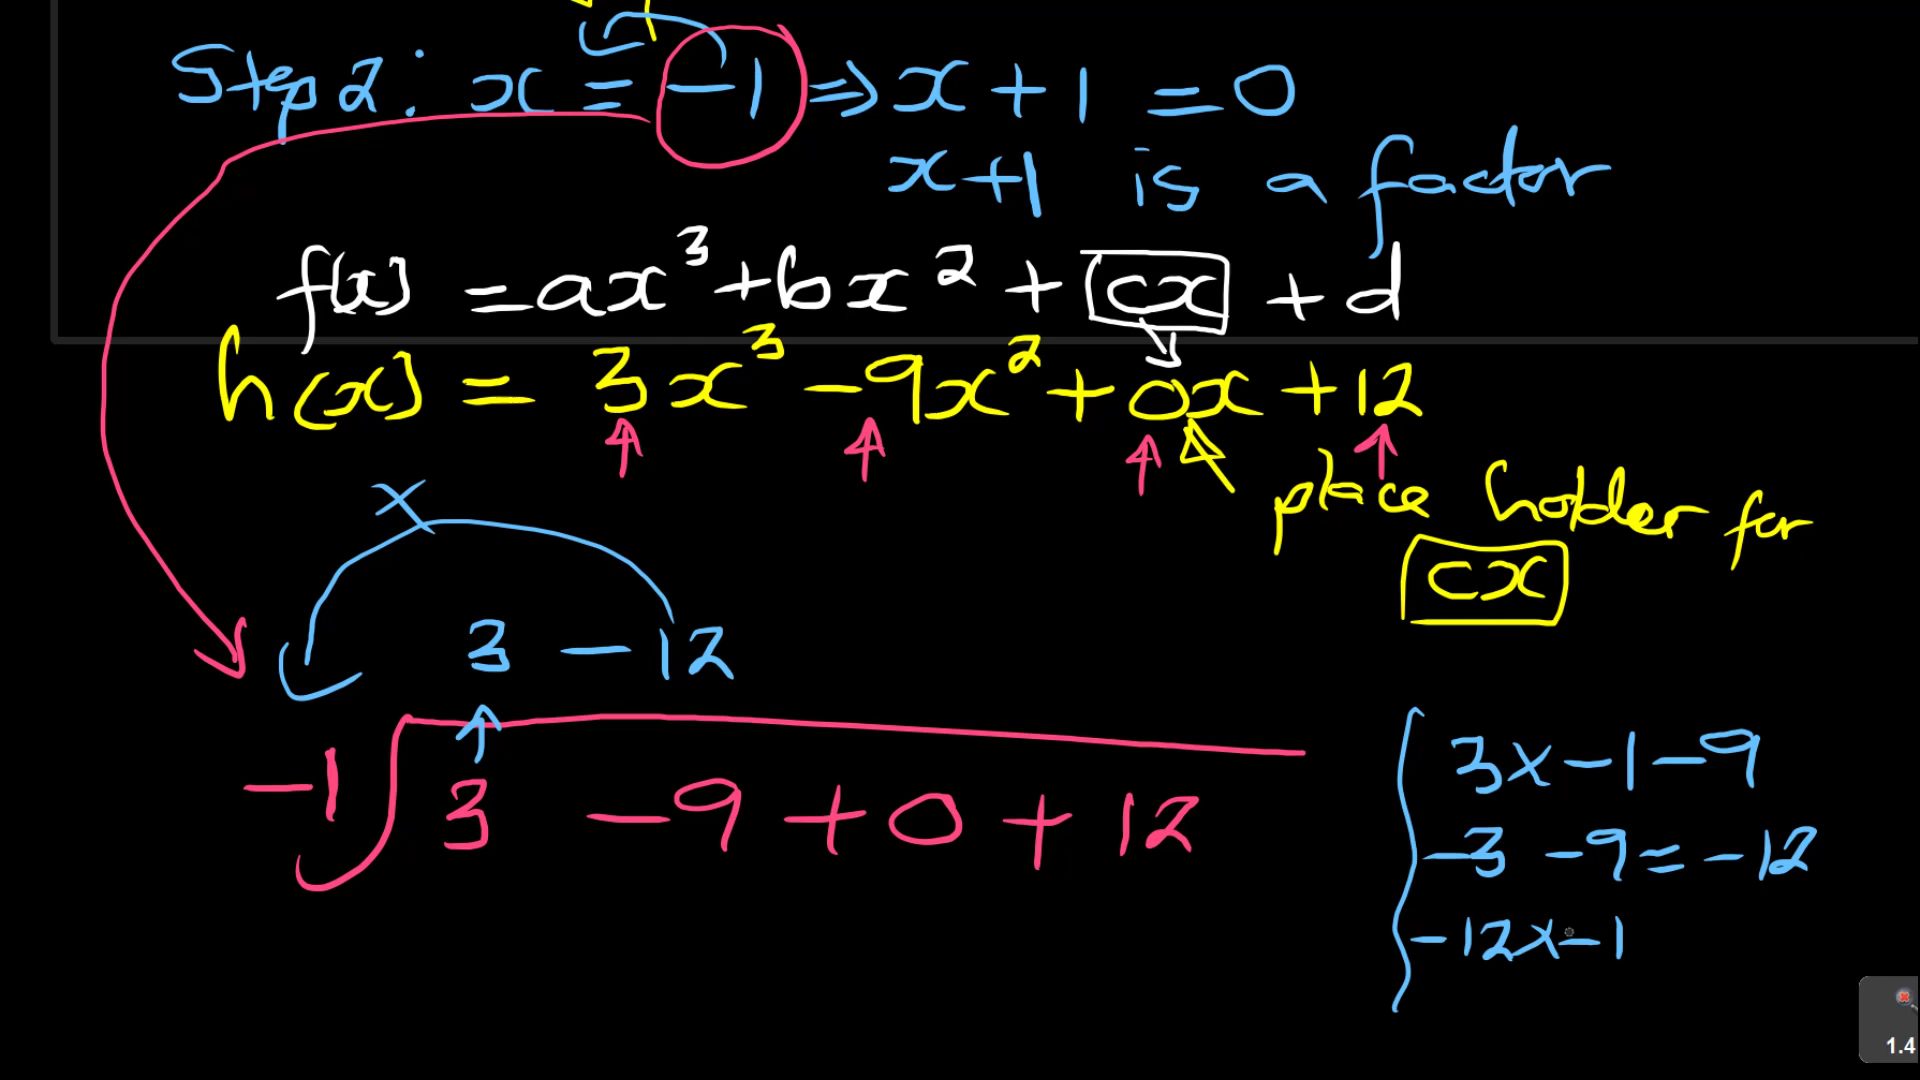 Step 2: x = -1 ⇒ x + 1 = 0
x+1 is a factor
f(x) = ax³ + bx² + cx + d
h(x) = 3x³ - 9x² + 0x + 12
place holder for
cx
×
3 - 12
-1 3 - 9 + 0 + 12
3x-1-9
-3 -9 = -12
-12x-1
1.4